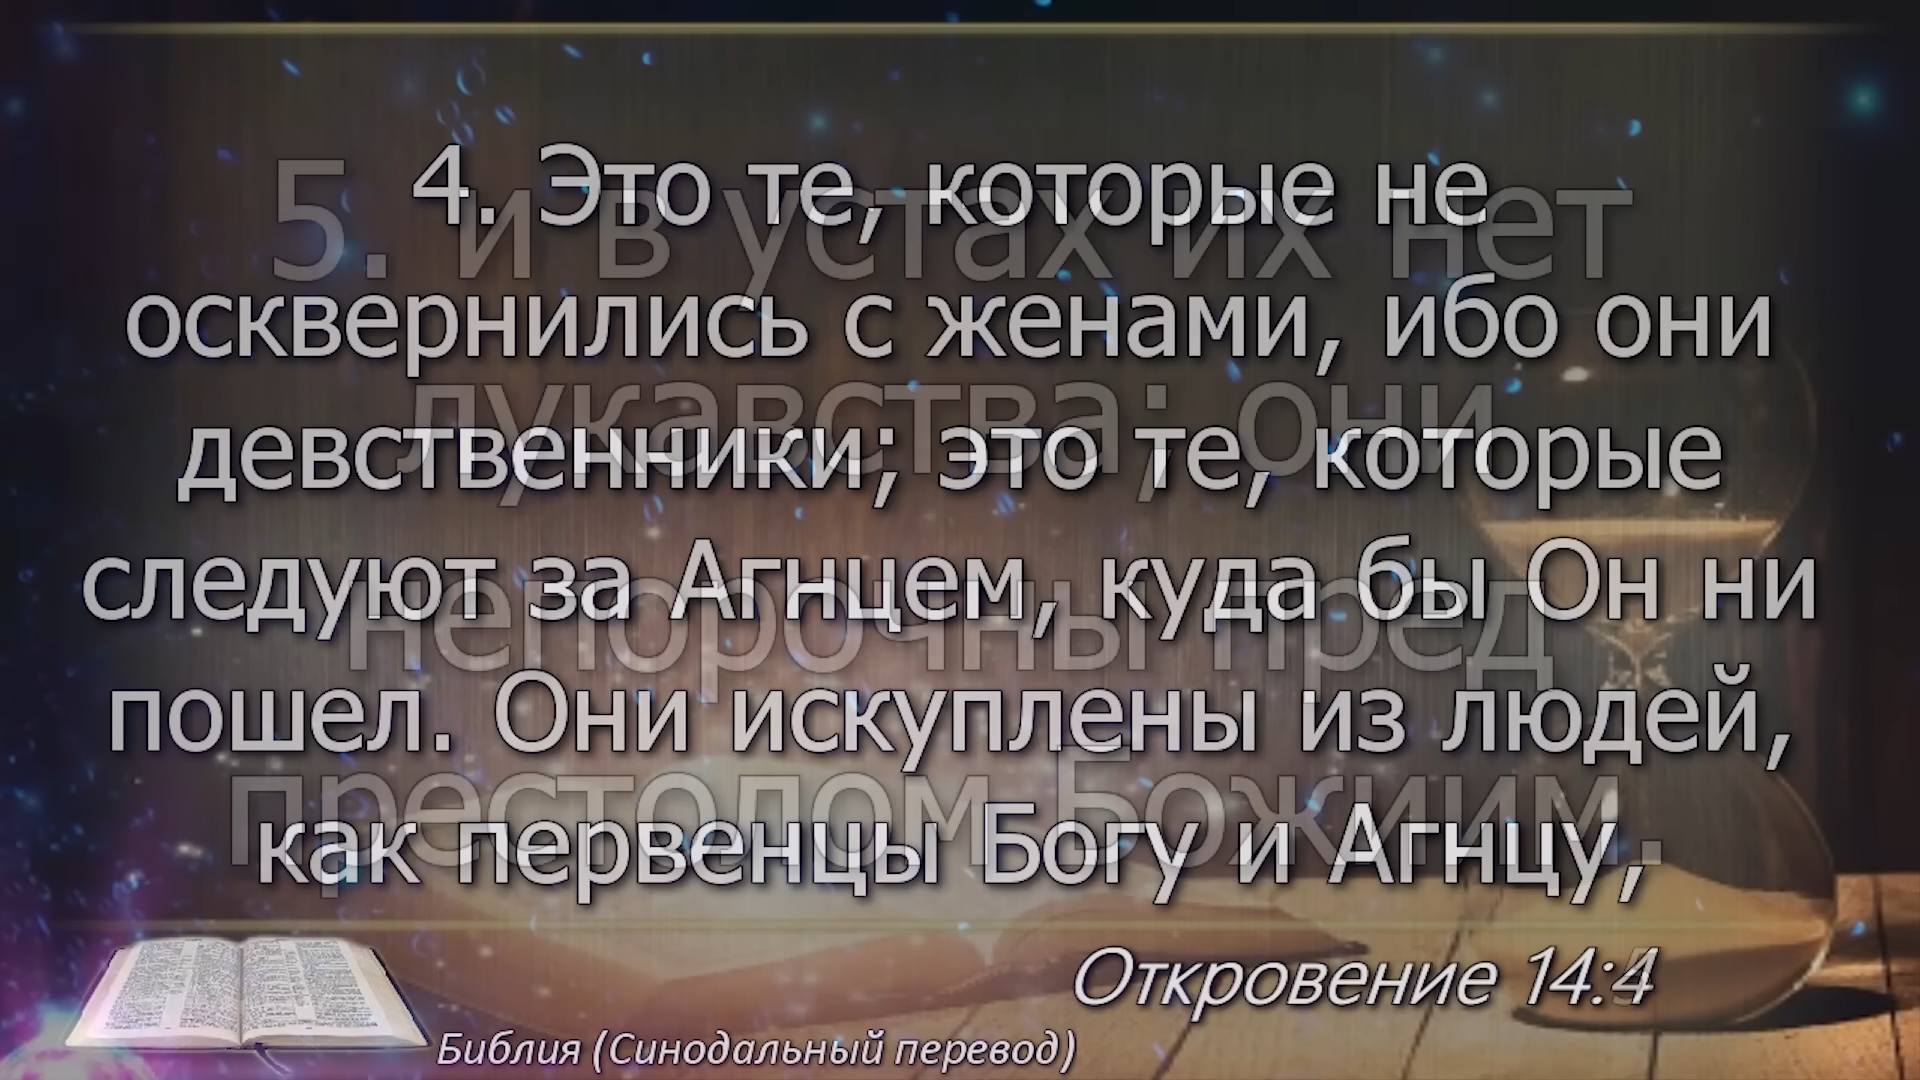 4. Это те, которые не
осквернились с женами, ибо они
девственники; это те, которые
следуют за Агнцем, куда бы Он ни
пошел. Они искуплены из людей,
как первенцы Богу и Агнцу,
5. и в устах их нет
лукавства; они
непорочны пред
престолом Божиим.
Откровение 14:4
Библия (Синодальный перевод)